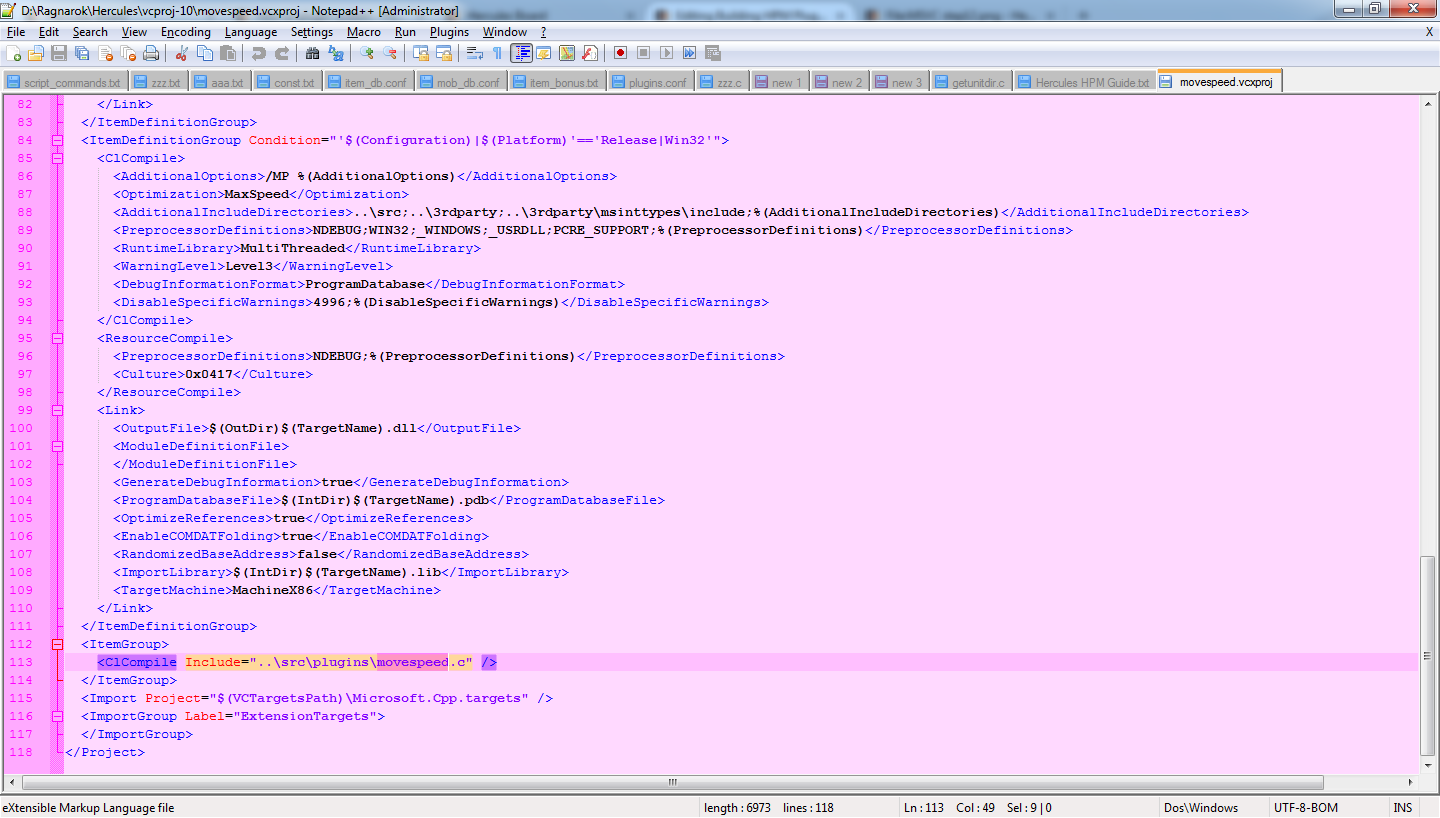 D:\Ragnarok\Hercules\vcproj-10\movespeed.vcxproj - Notepad++ [Administrator]
File Edit Search View Encoding Language Settings Macro Run Plugins Window ? X
script_commands.txt zzz.txt aaa.txt const.txt item_db.conf mob_db.conf item_bonus.txt plugins.conf zzz.c new 1 new 2 new 3 getunitdir.c Hercules HPM Guide.txt movespeed.vcxproj
82 </Link>
83 </ItemDefinitionGroup>
84 <ItemDefinitionGroup Condition="'$(Configuration)|$(Platform)'=='Release|Win32'">
85 <ClCompile>
86 <AdditionalOptions>/MP %(AdditionalOptions)</AdditionalOptions>
87 <Optimization>MaxSpeed</Optimization>
88 <AdditionalIncludeDirectories>..\src;..\3rdparty;..\3rdparty\msinttypes\include;%(AdditionalIncludeDirectories)</AdditionalIncludeDirectories>
89 <PreprocessorDefinitions>NDEBUG;WIN32;_WINDOWS;_USRDLL;PCRE_SUPPORT;%(PreprocessorDefinitions)</PreprocessorDefinitions>
90 <RuntimeLibrary>MultiThreaded</RuntimeLibrary>
91 <WarningLevel>Level3</WarningLevel>
92 <DebugInformationFormat>ProgramDatabase</DebugInformationFormat>
93 <DisableSpecificWarnings>4996;%(DisableSpecificWarnings)</DisableSpecificWarnings>
94 </ClCompile>
95 <ResourceCompile>
96 <PreprocessorDefinitions>NDEBUG;%(PreprocessorDefinitions)</PreprocessorDefinitions>
97 <Culture>0x0417</Culture>
98 </ResourceCompile>
99 <Link>
100 <OutputFile>$(OutDir)$(TargetName).dll</OutputFile>
101 <ModuleDefinitionFile>
102 </ModuleDefinitionFile>
103 <GenerateDebugInformation>true</GenerateDebugInformation>
104 <ProgramDatabaseFile>$(IntDir)$(TargetName).pdb</ProgramDatabaseFile>
105 <OptimizeReferences>true</OptimizeReferences>
106 <EnableCOMDATFolding>true</EnableCOMDATFolding>
107 <RandomizedBaseAddress>false</RandomizedBaseAddress>
108 <ImportLibrary>$(IntDir)$(TargetName).lib</ImportLibrary>
109 <TargetMachine>MachineX86</TargetMachine>
110 </Link>
111 </ItemDefinitionGroup>
112 <ItemGroup>
113 <ClCompile Include="..\src\plugins\movespeed.c" />
114 </ItemGroup>
115 <Import Project="$(VCTargetsPath)\Microsoft.Cpp.targets" />
116 <ImportGroup Label="ExtensionTargets">
117 </ImportGroup>
118 </Project>
eXtensible Markup Language file length : 6973 lines : 118 Ln : 113 Col : 49 Sel : 9 | 0 Dos\Windows UTF-8-BOM INS